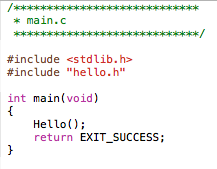 /****************************
 * main.c
 ****************************/
#include <stdlib.h>
#include "hello.h"
int main(void)
{
    Hello();
    return EXIT_SUCCESS;
}